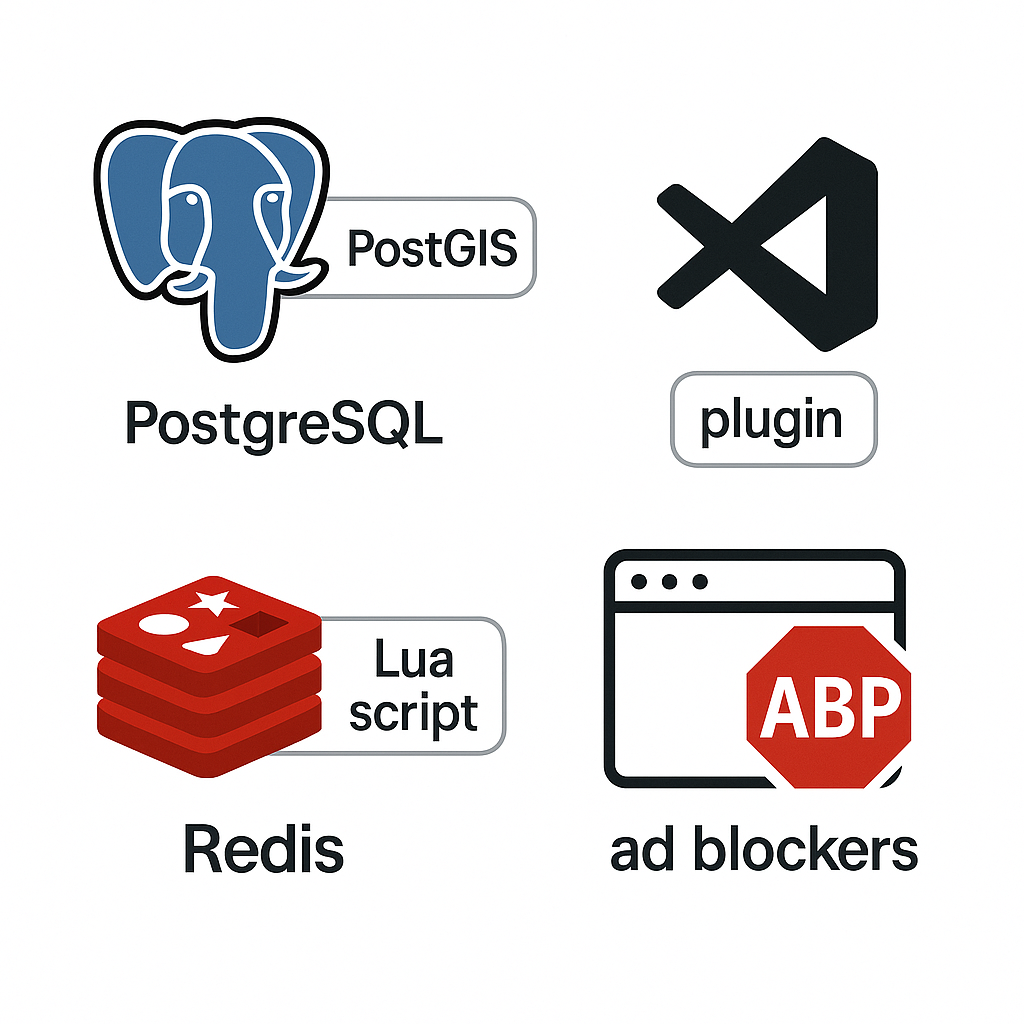 PostGIS
PostgreSQL
plugin
Lua
script
Redis
ABP
ad blockers